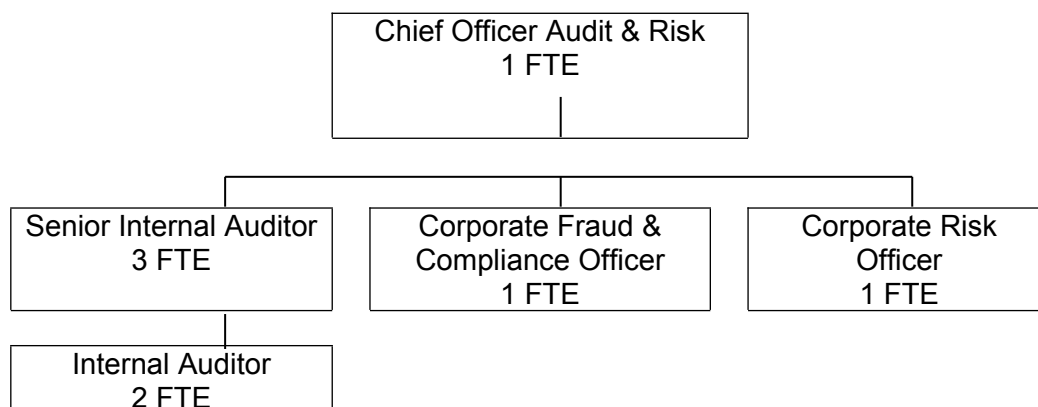 Chief Officer Audit & Risk
1 FTE
Senior Internal Auditor
3 FTE
Corporate Fraud &
Compliance Officer
1 FTE
Corporate Risk
Officer
1 FTE
Internal Auditor
2 FTE